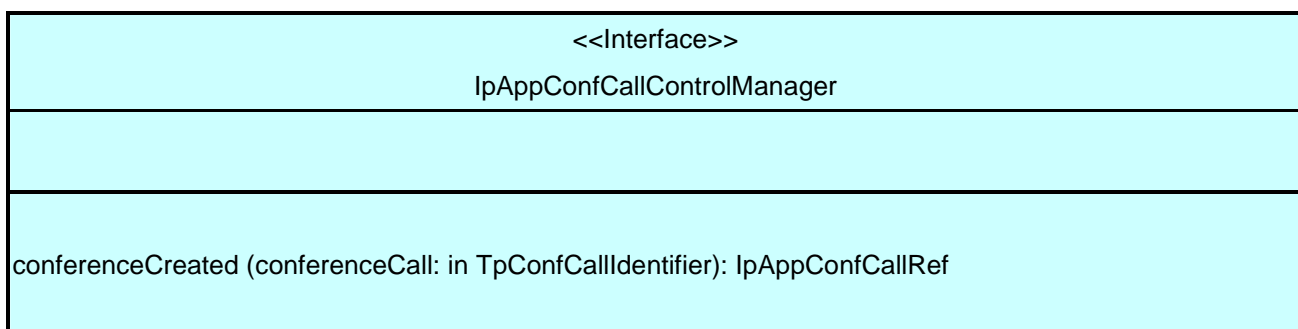 <<Interface>>
IpAppConfCallControlManager
conferenceCreated (conferenceCall: in TpConfCallIdentifier): IpAppConfCallRef